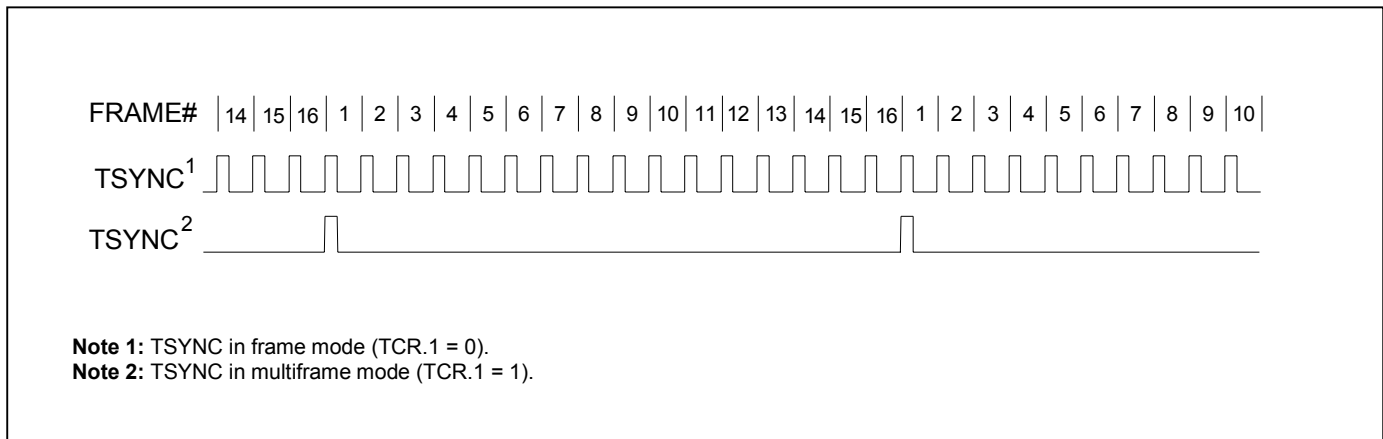 FRAME# 14 15 16 1 2 3 4 5 6 7 8 9 10 11 12 13 14 15 16 1 2 3 4 5 6 7 8 9 10
TSYNC1
TSYNC2
Note 1: TSYNC in frame mode (TCR.1 = 0).
Note 2: TSYNC in multiframe mode (TCR.1 = 1).